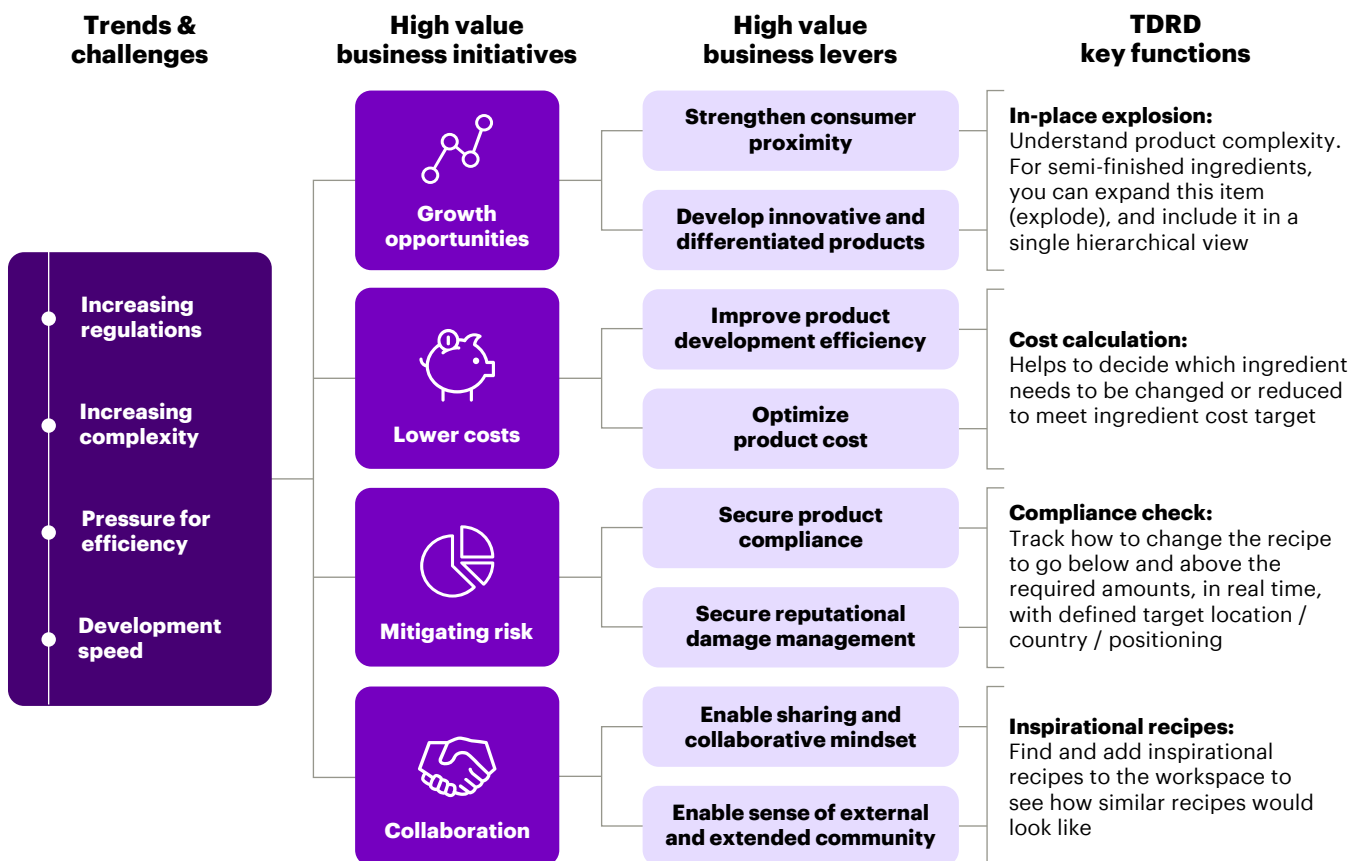 Trends &
challenges
High value
business initiatives
High value
business levers
TDRD
key functions
Increasing
regulations
Increasing
complexity
Pressure for
efficiency
Development
speed
Growth
opportunities
Strengthen consumer
proximity
Develop innovative and
differentiated products
In-place explosion:
Understand product complexity.
For semi-finished ingredients,
you can expand this item
(explode), and include it in a
single hierarchical view
Lower costs
Improve product
development efficiency
Optimize
product cost
Cost calculation:
Helps to decide which ingredient
needs to be changed or reduced
to meet ingredient cost target
Mitigating risk
Secure product
compliance
Secure reputational
damage management
Compliance check:
Track how to change the recipe
to go below and above the
required amounts, in real time,
with defined target location /
country / positioning
Collaboration
Enable sharing and
collaborative mindset
Enable sense of external
and extended community
Inspirational recipes:
Find and add inspirational
recipes to the workspace to
see how similar recipes would
look like